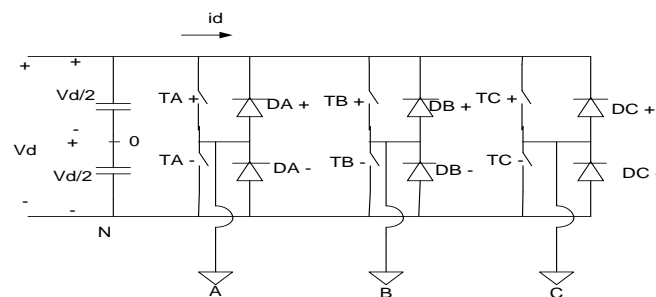 id
+ +
Vd/2 TA + DA + TB + DB + TC + DC +
-
+ 0
Vd
Vd/2 TA - DA - TB - DB - TC - DC -
- -
N
A B C